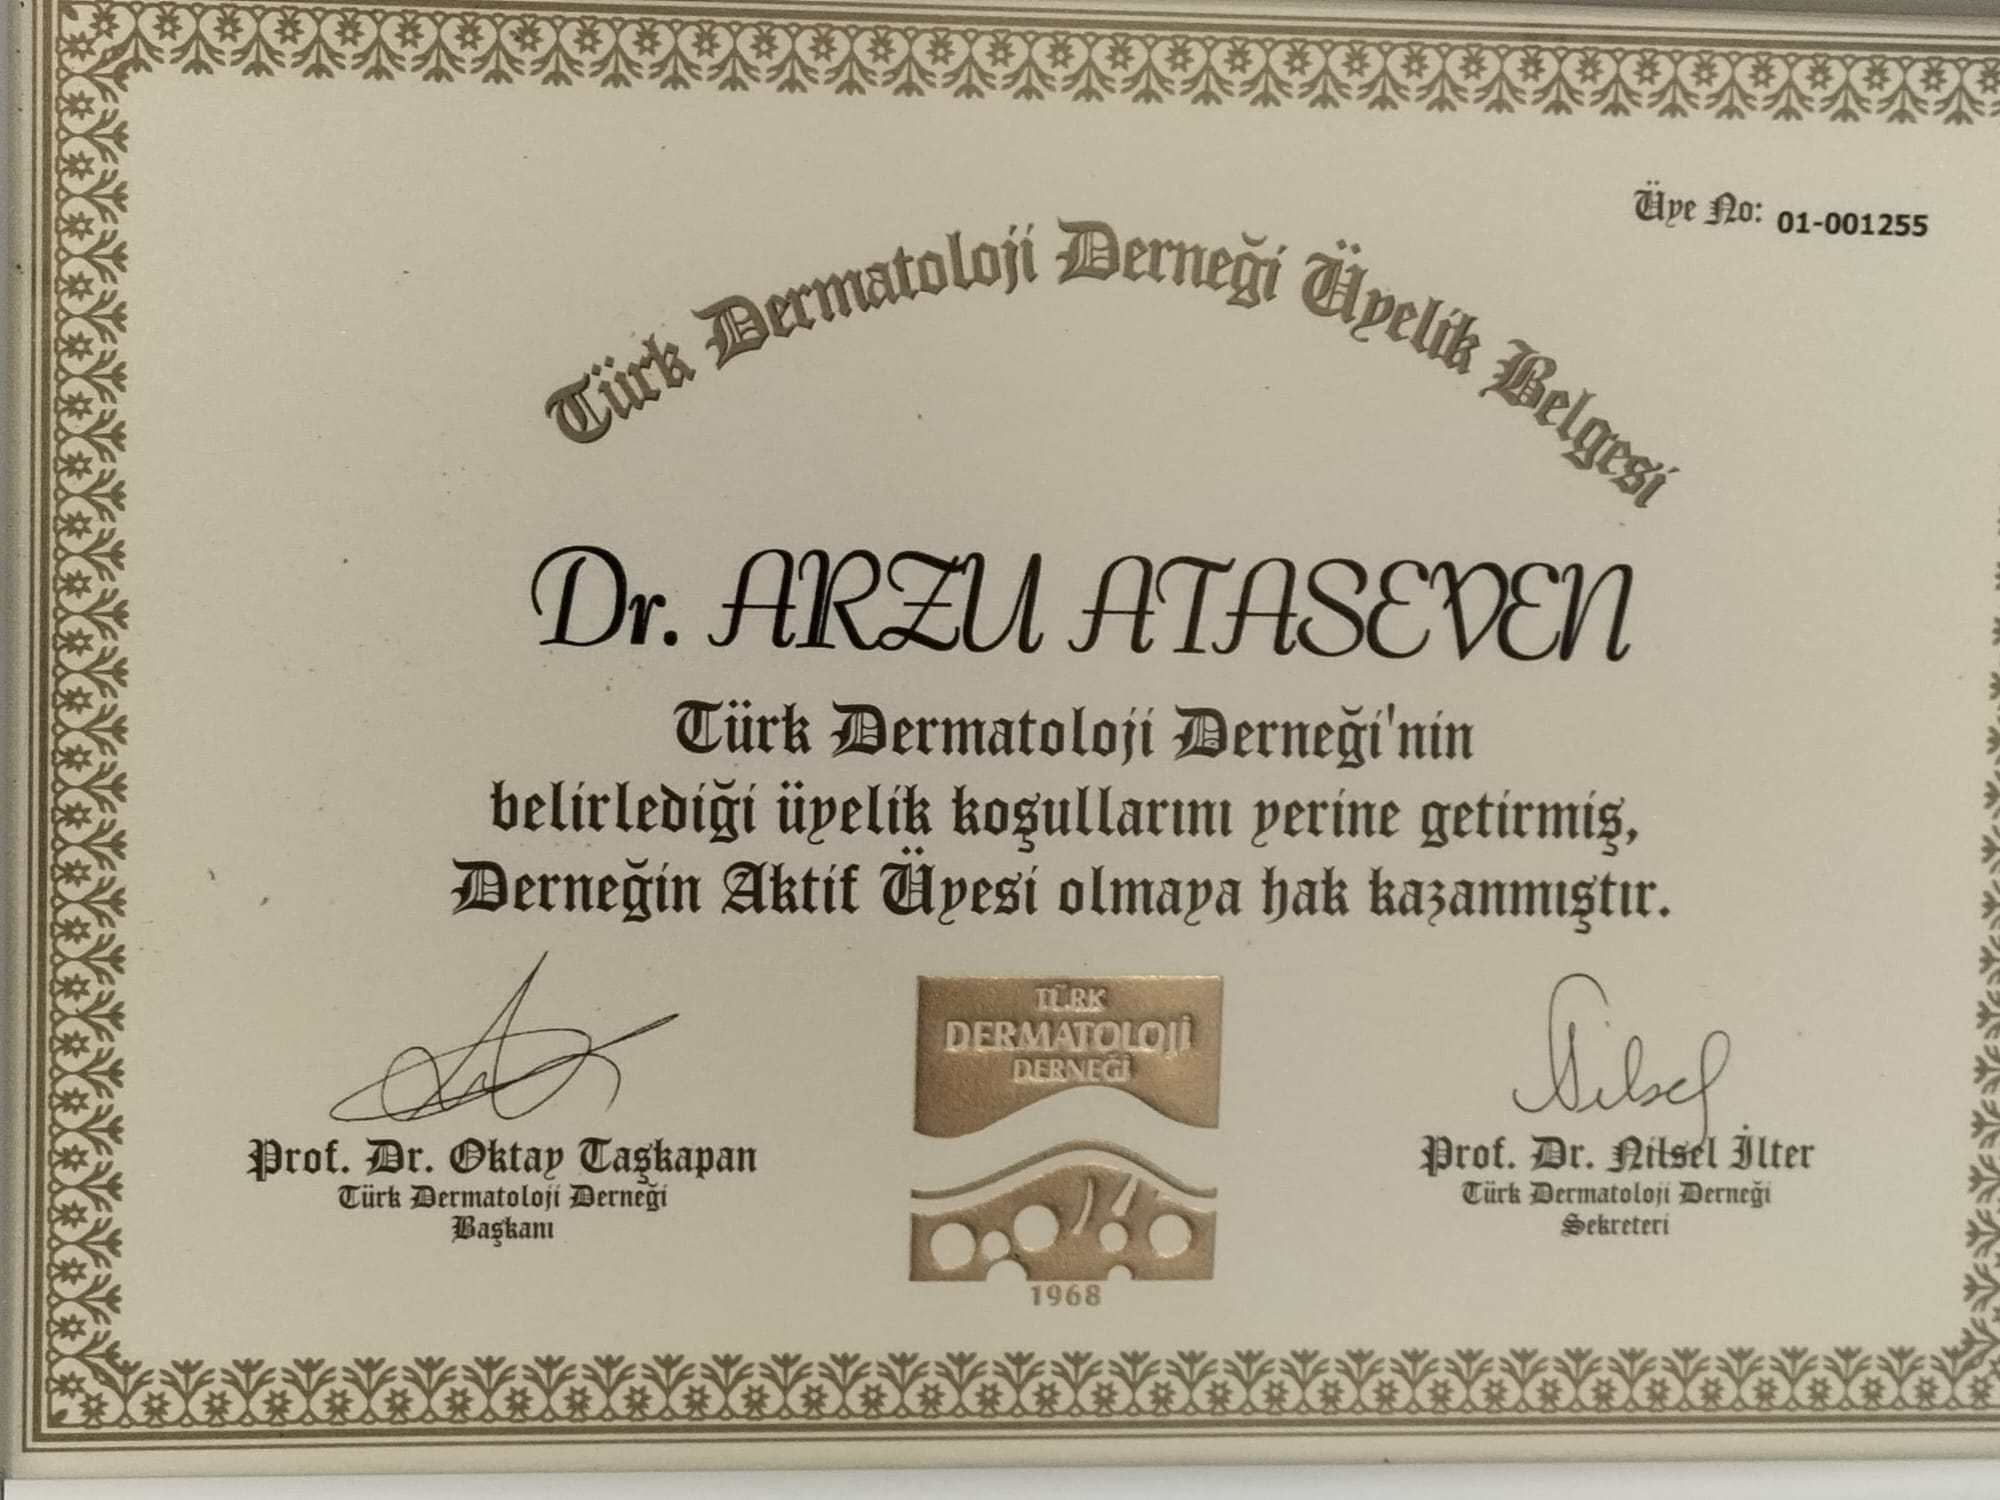 Üye No: 01-001255
Türk Dermatoloji Derneği Üyelik Belgesi
Dr. ARZU ATASEVEN
Türk Dermatoloji Derneği'nin
belirlediği üyelik koşullarını yerine getirmiş,
Derneğin Aktif Üyesi olmaya hak kazanmıştır.
TÜRK
DERMATOLOJİ
DERNEĞİ
1968
Prof. Dr. Oktay Taşkapan
Türk Dermatoloji Derneği
Başkanı
Nilsel
Prof. Dr. Nilsel İlter
Türk Dermatoloji Derneği
Sekreteri